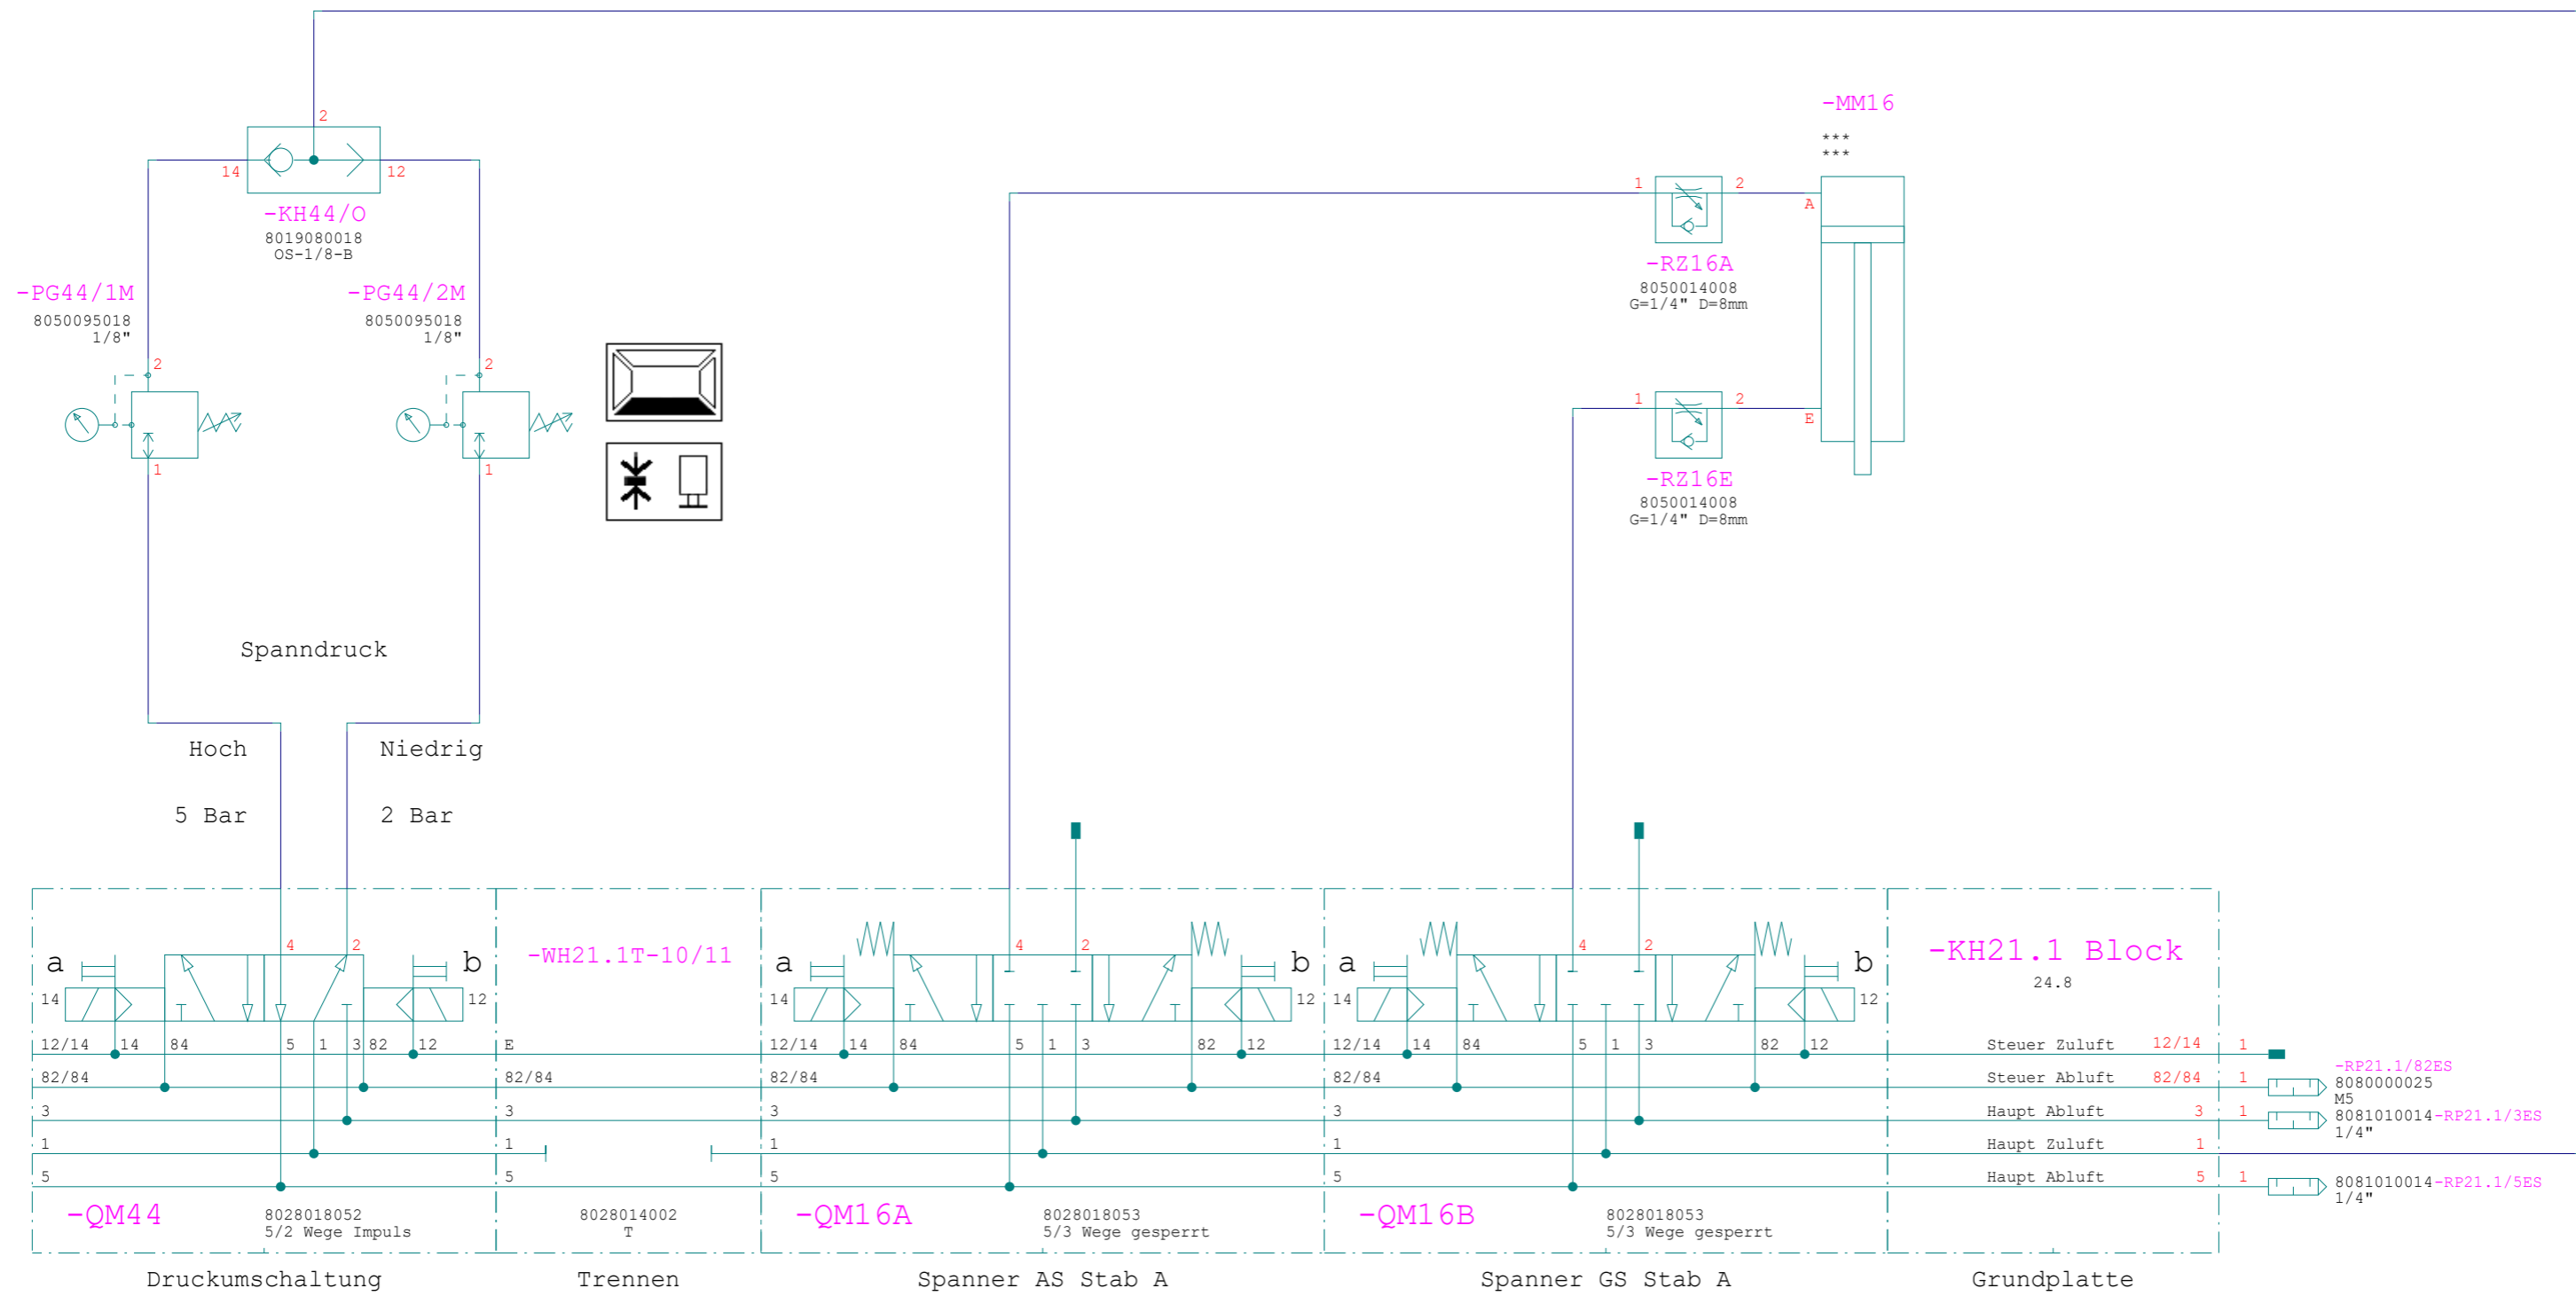 2
14
12
-KH44/O
8019080018
OS-1/8-B
-PG44/1M
8050095018
1/8"
2
1
-PG44/2M
8050095018
1/8"
2
1
-MM16
***
***
1
2
A
-RZ16A
8050014008
G=1/4" D=8mm
1
2
E
-RZ16E
8050014008
G=1/4" D=8mm
Spanndruck
Hoch
Niedrig
5 Bar
2 Bar
a
4
2
b
14
12
12/14
14
84
5
1
3
82
12
82/84
3
1
5
-QM44
8028018052
5/2 Wege Impuls
Druckumschaltung
-WH21.1T-10/11
E
82/84
3
1
5
8028014002
T
Trennen
a
4
2
b
14
12
12/14
14
84
5
1
3
82
12
82/84
3
1
5
-QM16A
8028018053
5/3 Wege gesperrt
Spanner AS Stab A
a
4
2
b
14
12
12/14
14
84
5
1
3
82
12
82/84
3
1
5
-QM16B
8028018053
5/3 Wege gesperrt
Spanner GS Stab A
-KH21.1 Block
24.8
Steuer Zuluft 12/14 1
Steuer Abluft 82/84 1
Haupt Abluft 3 1
Haupt Zuluft 1
Haupt Abluft 5 1
Grundplatte
-RP21.1/82ES
8080000025
M5
8081010014-RP21.1/3ES
1/4"
8081010014-RP21.1/5ES
1/4"